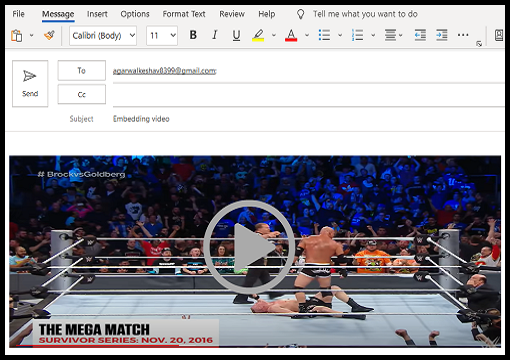 File Message Insert Options Format Text Review Help Tell me what you want to do
Calibri (Body) 11 B I U A
Send
To agarwalkeshav8399@gmail.com;
Cc
Subject Embedding video
# BrockvsGoldberg
THE MEGA MATCH
SURVIVOR SERIES: NOV. 20, 2016